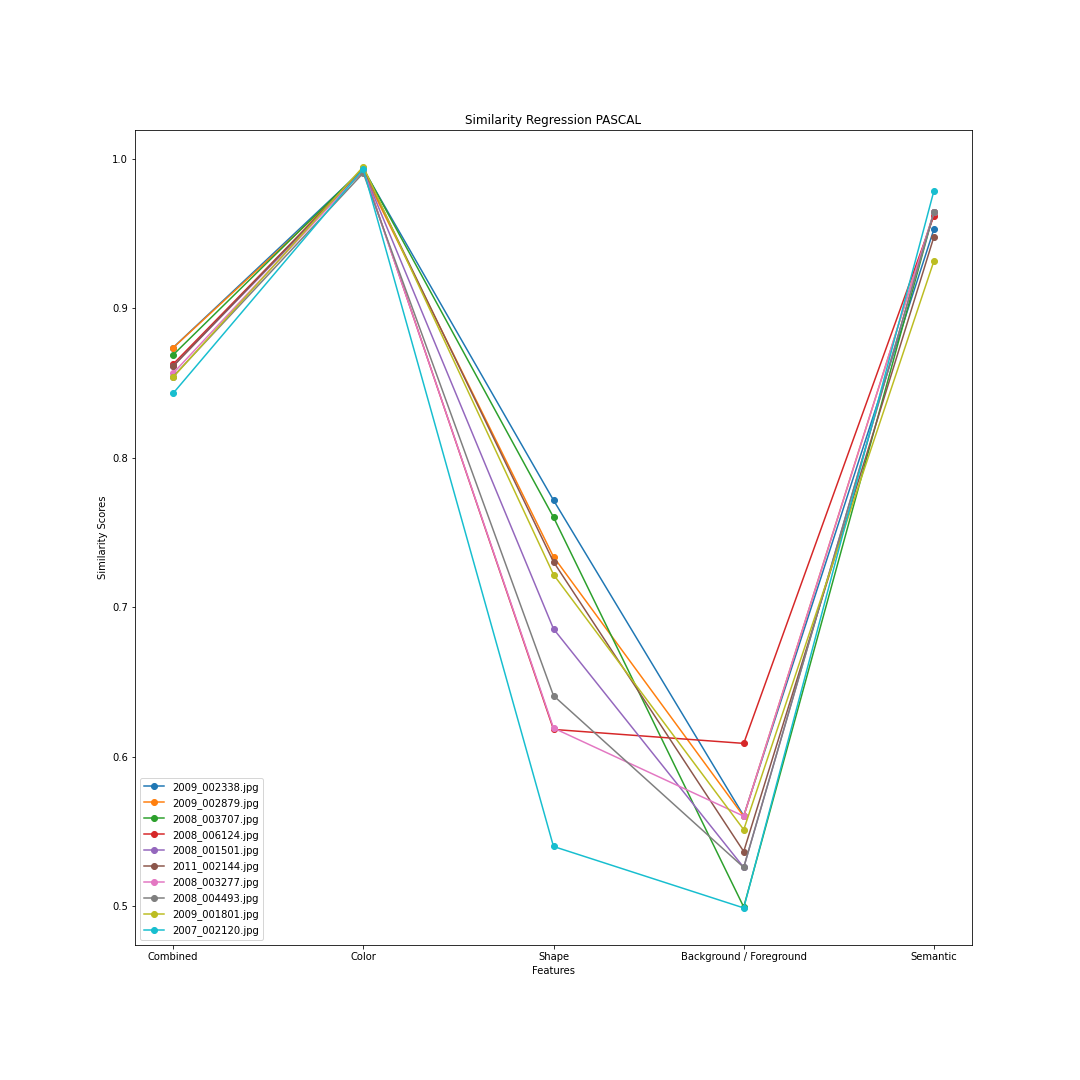 Similarity Regression PASCAL
1.0
0.9
0.8
0.7
0.6
0.5
Similarity Scores
2009_002338.jpg
2009_002879.jpg
2008_003707.jpg
2008_006124.jpg
2008_001501.jpg
2011_002144.jpg
2008_003277.jpg
2008_004493.jpg
2009_001801.jpg
2007_002120.jpg
Combined Color Shape Background / Foreground Semantic
Features